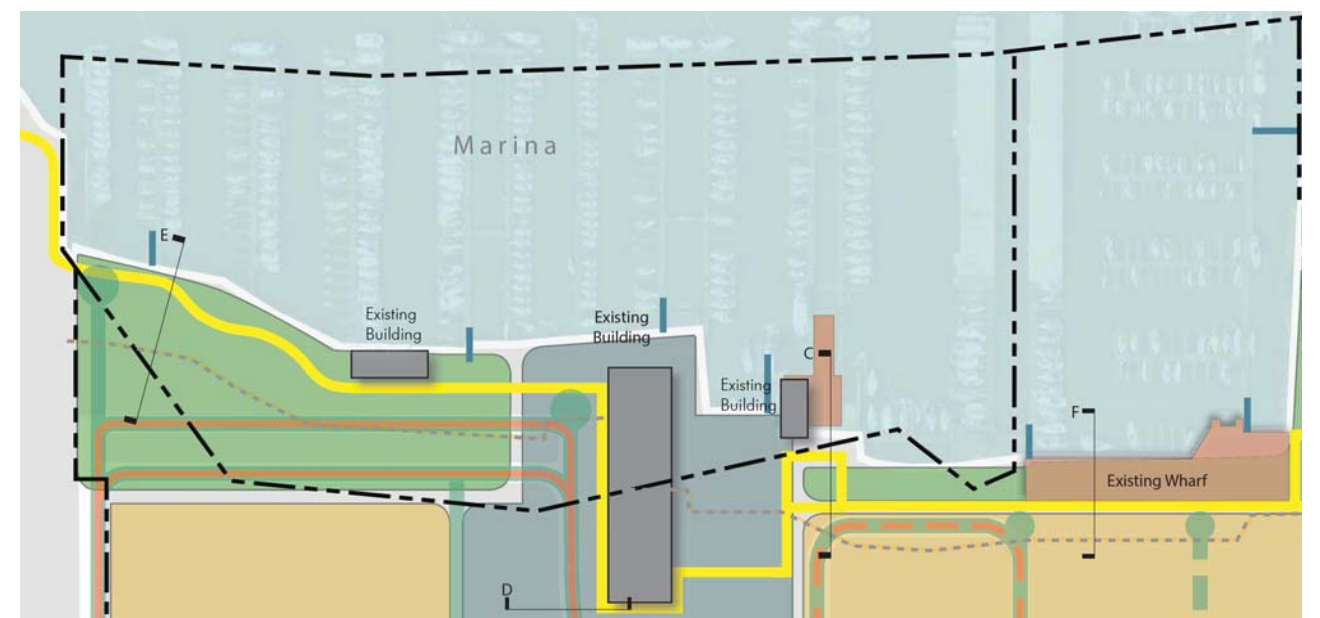 Marina
E
Existing
Building
Existing
Building
C
Existing
Building
F
Existing Wharf
D